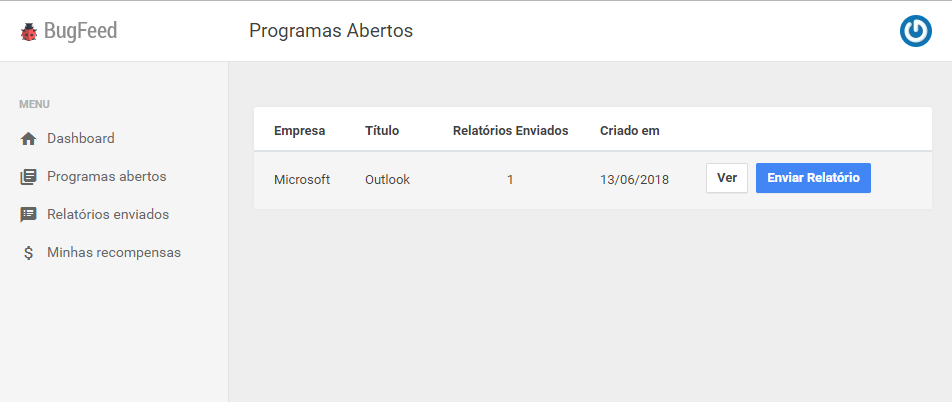 BugFeed
Programas Abertos
MENU
Dashboard
Programas abertos
Relatórios enviados
Minhas recompensas
Empresa Título Relatórios Enviados Criado em
Microsoft Outlook 1 13/06/2018 Ver Enviar Relatório